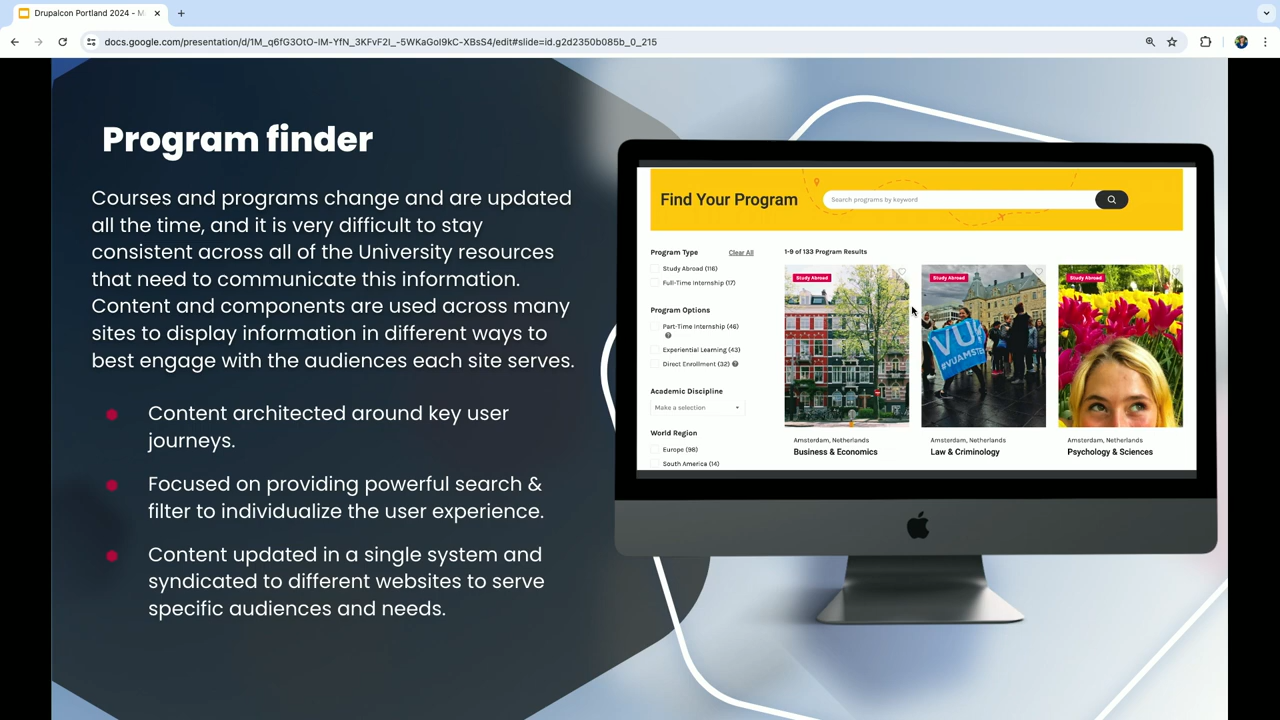 Drupalcon Portland 2024 - M
docs.google.com/presentation/d/1M_q6fG3OtO-IM-YfN_3KFvF2I_-5WKaGoI9kC-XBsS4/edit#slide=id.g2d2350b085b_0_215
Program finder
Courses and programs change and are updated
all the time, and it is very difficult to stay
consistent across all of the University resources
that need to communicate this information.
Content and components are used across many
sites to display information in different ways to
best engage with the audiences each site serves.
Content architected around key user
journeys.
Focused on providing powerful search &
filter to individualize the user experience.
Content updated in a single system and
syndicated to different websites to serve
specific audiences and needs.
Find Your Program
Search programs by keyword
Program Type
Clear All
Study Abroad (116)
Full-Time Internship (17)
Program Options
Part-Time Internship (46)
Experiential Learning (43)
Direct Enrollment (32)
Academic Discipline
Make a selection
World Region
Europe (98)
South America (14)
1-9 of 133 Program Results
Study Abroad
VU
#VUAMSTE
Amsterdam, Netherlands
Business & Economics
Study Abroad
Amsterdam, Netherlands
Law & Criminology
Study Abroad
Amsterdam, Netherlands
Psychology & Sciences